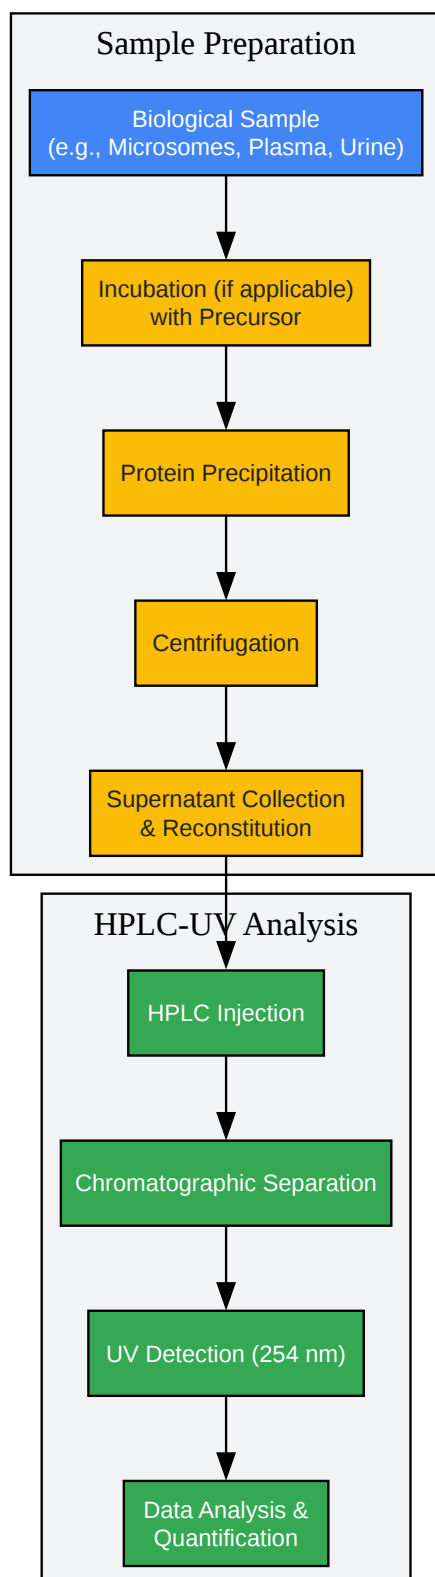 Sample Preparation
Biological Sample
(e.g., Microsomes, Plasma, Urine)
Incubation (if applicable)
with Precursor
Protein Precipitation
Centrifugation
Supernatant Collection
& Reconstitution
HPLC-UV Analysis
HPLC Injection
Chromatographic Separation
UV Detection (254 nm)
Data Analysis &
Quantification